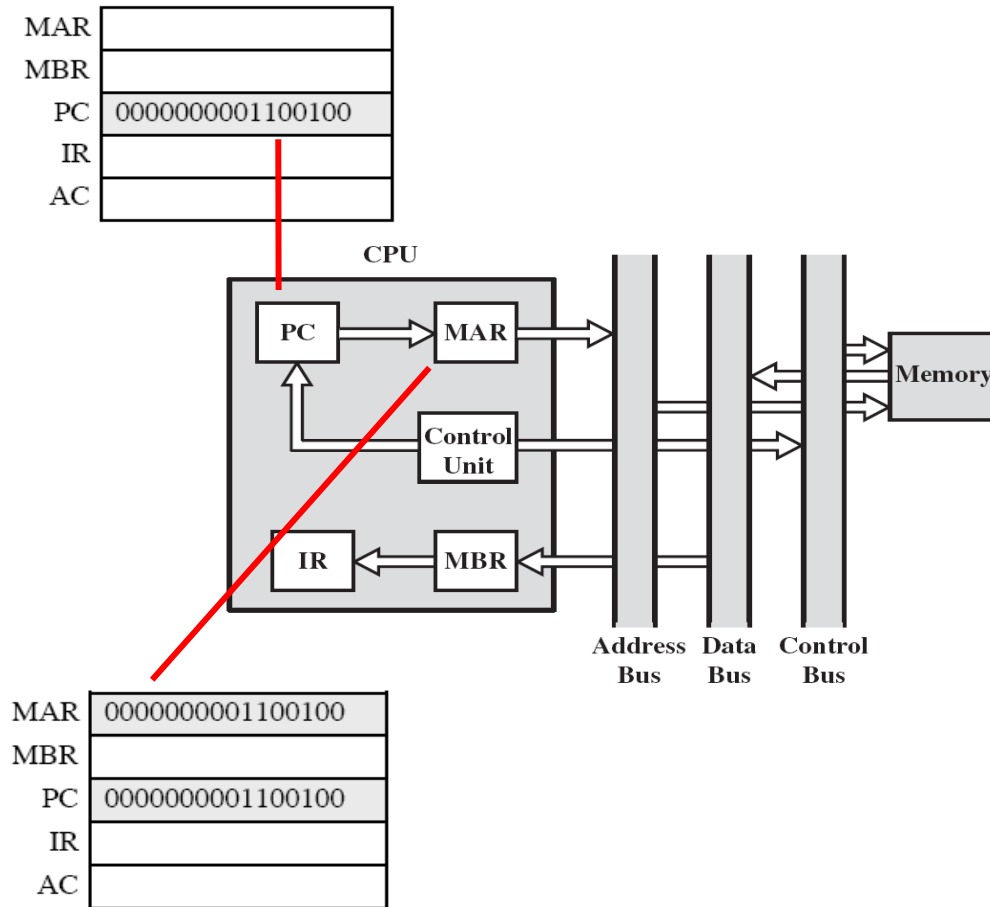 MAR
MBR
PC 0000000001100100
IR
AC
CPU
PC MAR
Memory
Control
Unit
IR MBR
Address Data Control
Bus Bus Bus
MAR 0000000001100100
MBR
PC 0000000001100100
IR
AC